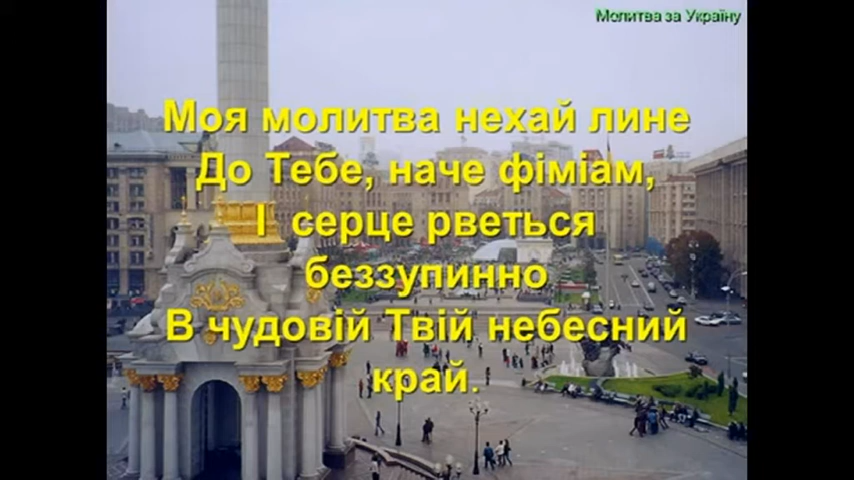 Молитва за Україну
Моя молитва нехай лине
До Тебе, наче фіміам,
І серце рветься
беззупинно
В чудовій Твій небесний
край.